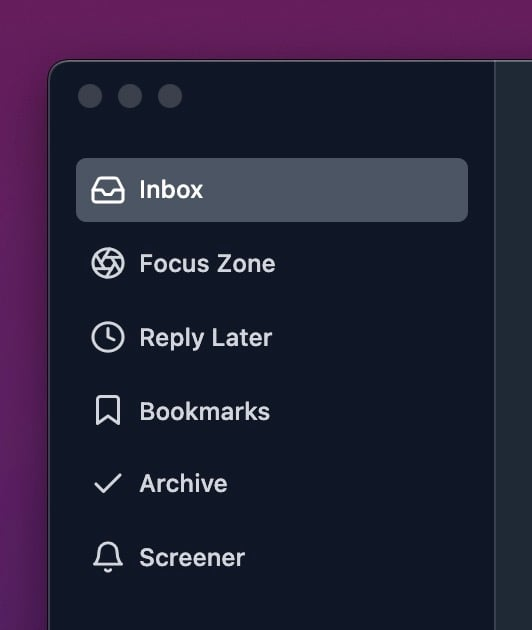 Inbox
Focus Zone
Reply Later
Bookmarks
Archive
Screener